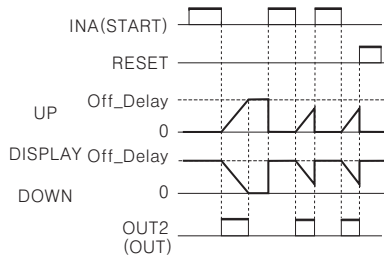 INA(START)
RESET
UP
Off_Delay
0
DISPLAY
Off_Delay
DOWN
0
OUT2
(OUT)